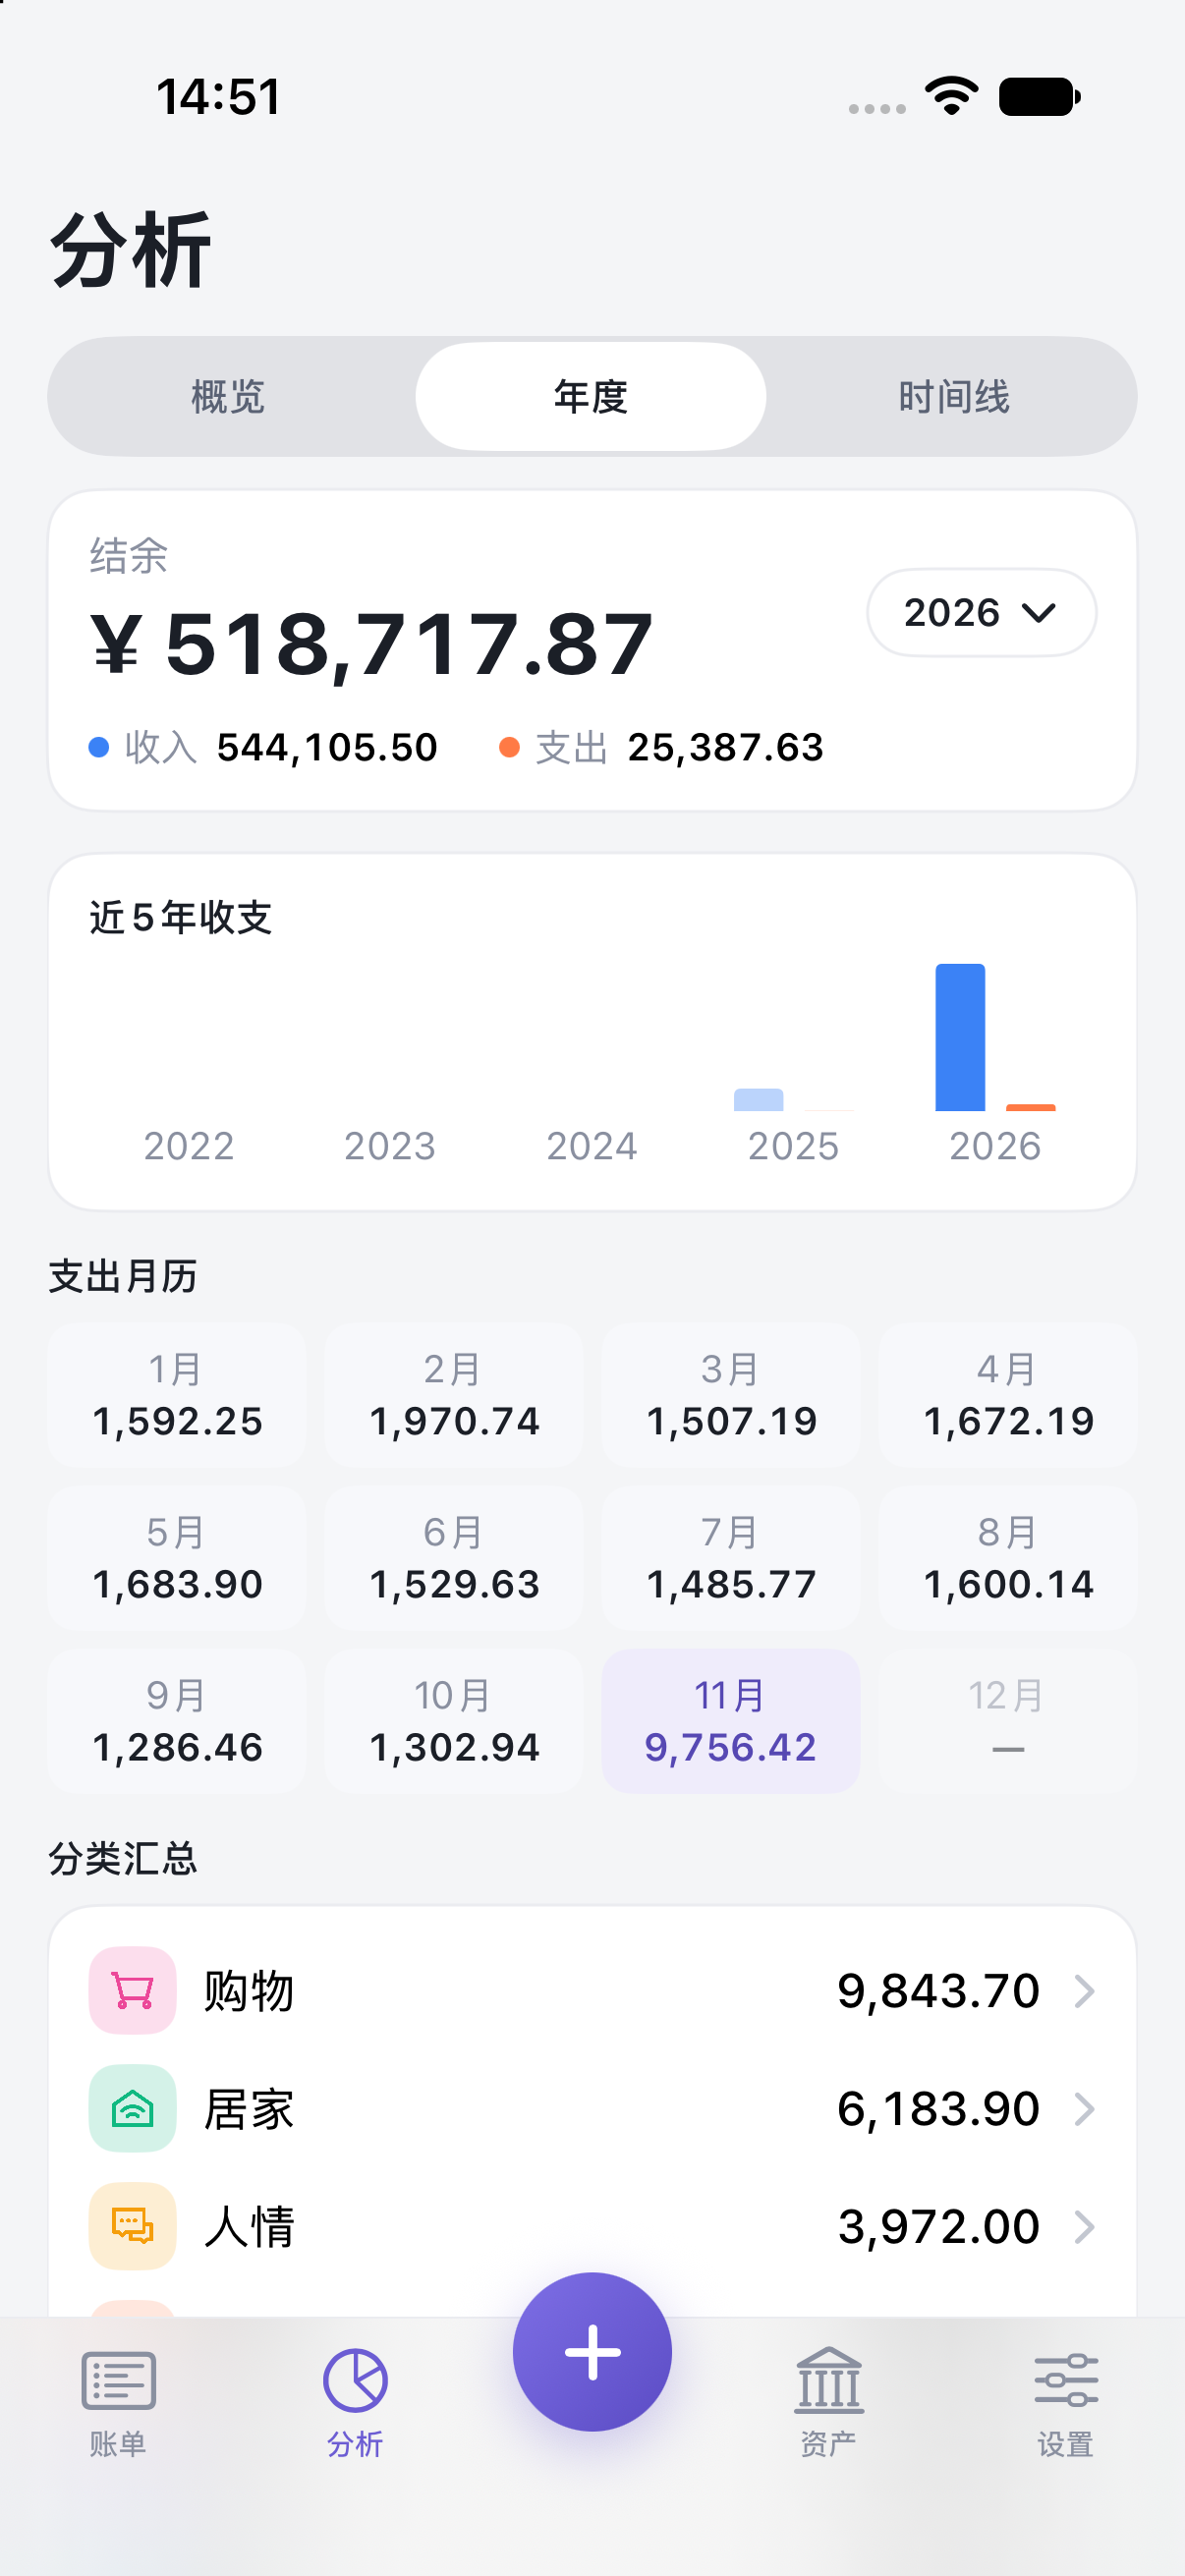 14:51
分析
概览 年度 时间线
结余
¥518,717.87
2026
收入 544,105.50 支出 25,387.63
近5年收支
2022 2023 2024 2025 2026
支出月历
1月 2月 3月 4月
1,592.25 1,970.74 1,507.19 1,672.19
5月 6月 7月 8月
1,683.90 1,529.63 1,485.77 1,600.14
9月 10月 11月 12月
1,286.46 1,302.94 9,756.42 —
分类汇总
购物 9,843.70
居家 6,183.90
人情 3,972.00
账单 分析 资产 设置